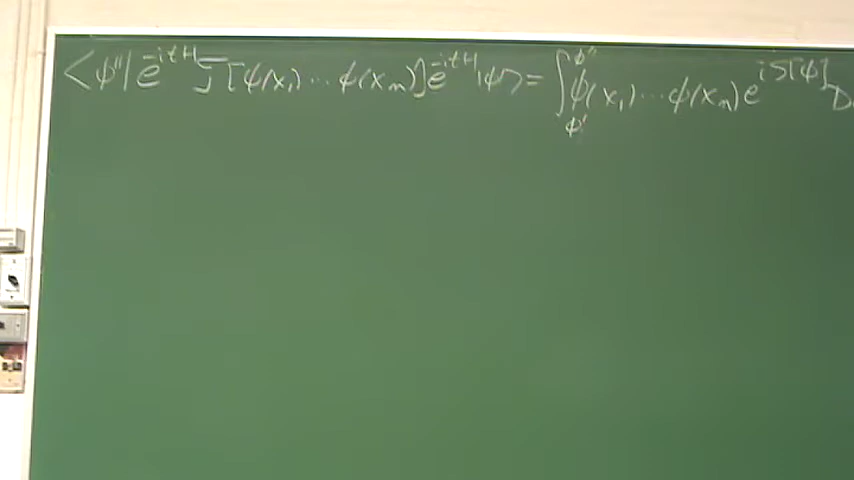 <φ''| e^{-itH} T [φ(x₁)⋯φ(xₙ)] e^{-itH} |φ'> = ∫_{φ'}^{φ''} φ(x₁)⋯φ(xₙ) e^{iS[φ]} D